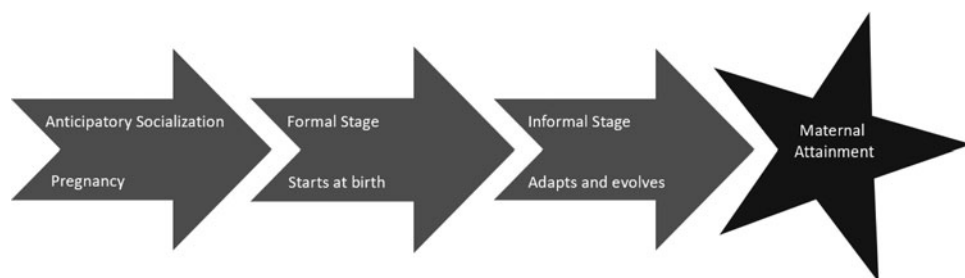 Anticipatory Socialization
Pregnancy
Formal Stage
Starts at birth
Informal Stage
Adapts and evolves
Maternal
Attainment